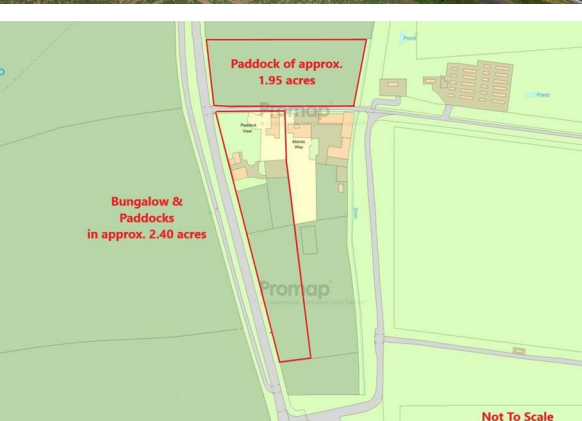 Pond
Paddock of approx.
1.95 acres
Pond
Promap
Paddock
View
Abbots
Way
Bungalow &
Paddocks
in approx. 2.40 acres
Drain
Promap
Not To Scale